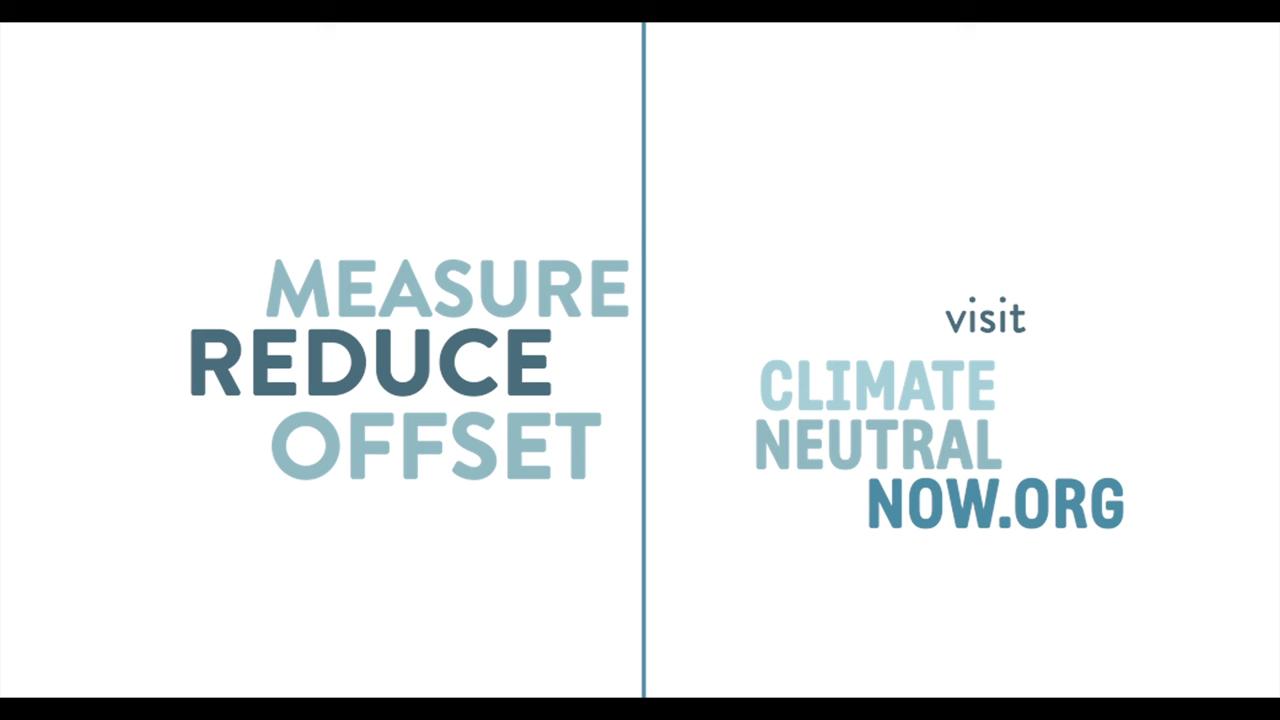 MEASURE
REDUCE
OFFSET
visit
CLIMATE
NEUTRAL
NOW.ORG